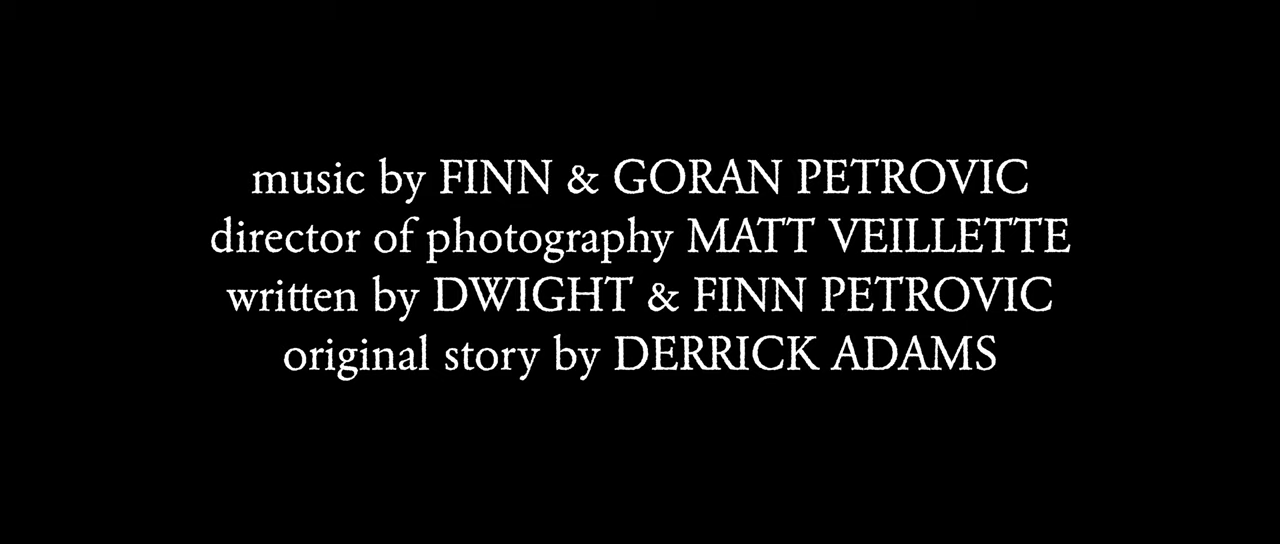 music by FINN & GORAN PETROVIC
director of photography MATT VEILLETTE
written by DWIGHT & FINN PETROVIC
original story by DERRICK ADAMS